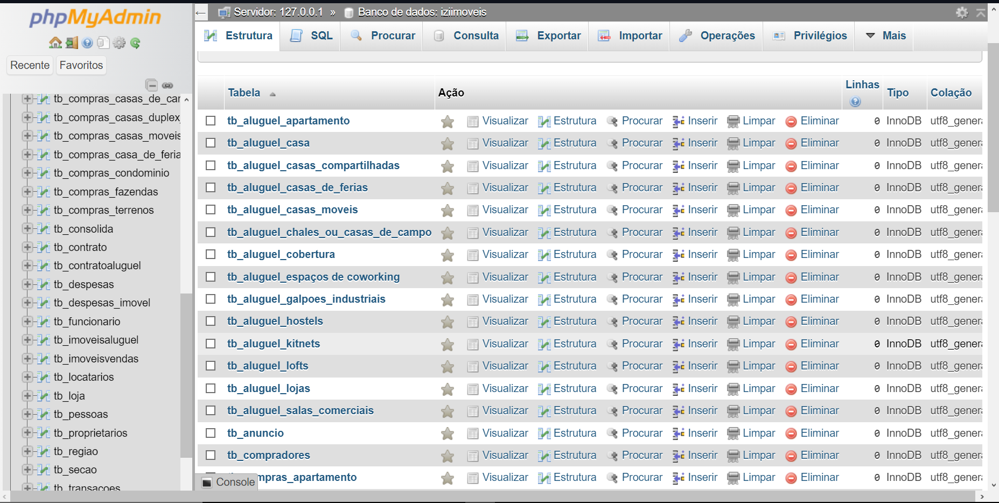 phpMyAdmin
Recente Favoritos
tb_compras_casas_de_car
tb_compras_casas_duplex_
tb_compras_casas_moveis
tb_compras_casa_de_feria
tb_compras_condominio
tb_compras_fazendas
tb_compras_terrenos
tb_consolida
tb_contrato
tb_contratoaluguel
tb_despesas
tb_despesas_imovel
tb_funcionario
tb_imoveisaluguel
tb_imoveisvendas
tb_locatarios
tb_loja
tb_pessoas
tb_proprietarios
tb_regiao
tb_secao
tb_transacoes
Servidor: 127.0.0.1 » Banco de dados: iziimoveis
Estrutura SQL Procurar Consulta Exportar Importar Operações Privilégios Mais
Tabela Ação Linhas Tipo Colação
tb_aluguel_apartamento Visualizar Estrutura Procurar Inserir Limpar Eliminar 0 InnoDB utf8_genera
tb_aluguel_casa Visualizar Estrutura Procurar Inserir Limpar Eliminar 0 InnoDB utf8_genera
tb_aluguel_casas_compartilhadas Visualizar Estrutura Procurar Inserir Limpar Eliminar 0 InnoDB utf8_genera
tb_aluguel_casas_de_ferias Visualizar Estrutura Procurar Inserir Limpar Eliminar 0 InnoDB utf8_genera
tb_aluguel_casas_moveis Visualizar Estrutura Procurar Inserir Limpar Eliminar 0 InnoDB utf8_genera
tb_aluguel_chales_ou_casas_de_campo Visualizar Estrutura Procurar Inserir Limpar Eliminar 0 InnoDB utf8_genera
tb_aluguel_cobertura Visualizar Estrutura Procurar Inserir Limpar Eliminar 0 InnoDB utf8_genera
tb_aluguel_espaços de coworking Visualizar Estrutura Procurar Inserir Limpar Eliminar 0 InnoDB utf8_genera
tb_aluguel_galpoes_industriais Visualizar Estrutura Procurar Inserir Limpar Eliminar 0 InnoDB utf8_genera
tb_aluguel_hostels Visualizar Estrutura Procurar Inserir Limpar Eliminar 0 InnoDB utf8_genera
tb_aluguel_kitnets Visualizar Estrutura Procurar Inserir Limpar Eliminar 0 InnoDB utf8_genera
tb_aluguel_lofts Visualizar Estrutura Procurar Inserir Limpar Eliminar 0 InnoDB utf8_genera
tb_aluguel_lojas Visualizar Estrutura Procurar Inserir Limpar Eliminar 0 InnoDB utf8_genera
tb_aluguel_salas_comerciais Visualizar Estrutura Procurar Inserir Limpar Eliminar 0 InnoDB utf8_genera
tb_anuncio Visualizar Estrutura Procurar Inserir Limpar Eliminar 0 InnoDB utf8_genera
tb_compradores Visualizar Estrutura Procurar Inserir Limpar Eliminar 0 InnoDB utf8_genera
mpras_apartamento Visualizar Estrutura Procurar Inserir Limpar Eliminar 0 InnoDB utf8_genera
Console